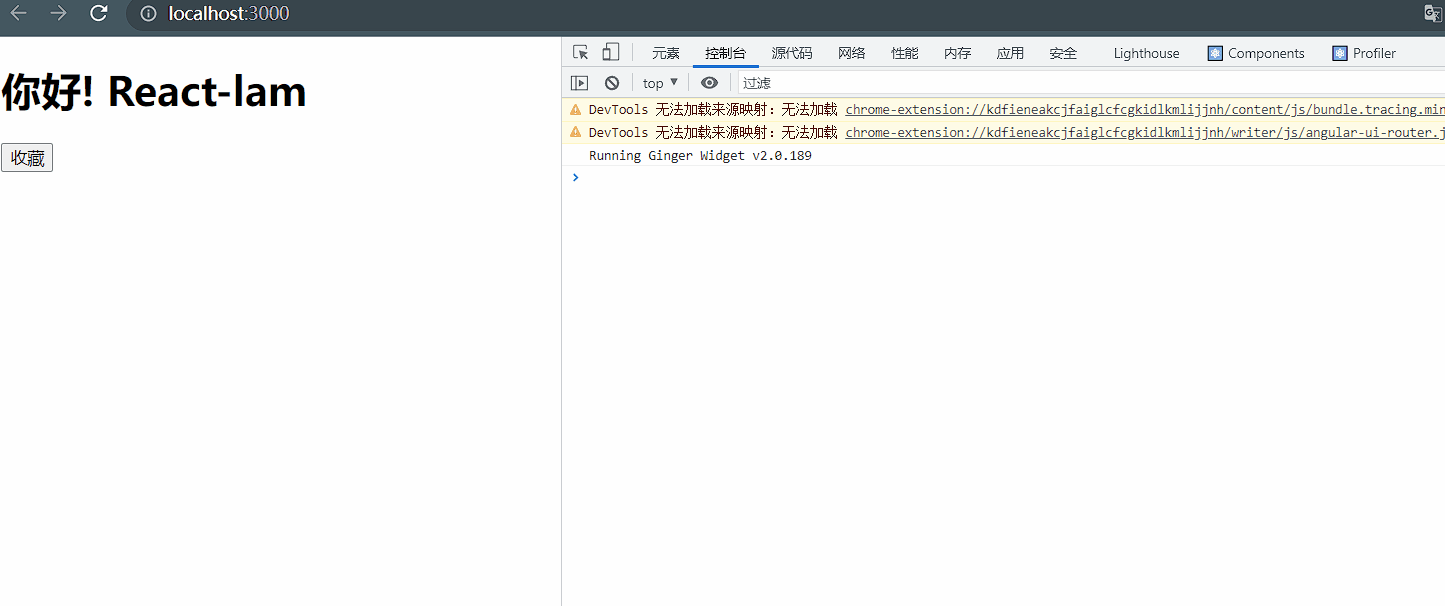 localhost:3000
你好! React-lam
收藏
元素 控制台 源代码 网络 性能 内存 应用 安全 Lighthouse Components Profiler
top 过滤
DevTools 无法加载来源映射：无法加载 chrome-extension://kdfieneakcjfaiglcfcgkidlkmlijjnh/content/js/bundle.tracing.min
DevTools 无法加载来源映射：无法加载 chrome-extension://kdfieneakcjfaiglcfcgkidlkmlijjnh/writer/js/angular-ui-router.j
Running Ginger Widget v2.0.189